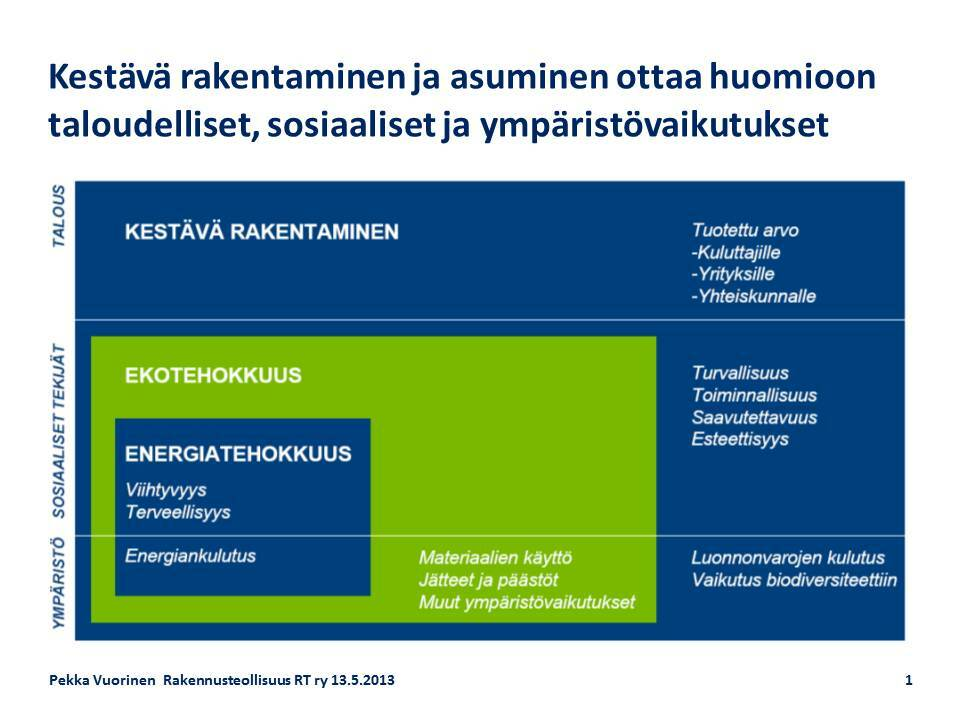 Kestävä rakentaminen ja asuminen ottaa huomioon
taloudelliset, sosiaaliset ja ympäristövaikutukset
TALOUS
KESTÄVÄ RAKENTAMINEN
Tuotettu arvo
-Kuluttajille
-Yrityksille
-Yhteiskunnalle
SOSIAALISET TEKIJÄT
EKOTEHOKKUUS
Turvallisuus
Toiminnallisuus
Saavutettavuus
Esteettisyys
ENERGIATEHOKKUUS
Viihtyvyys
Terveellisyys
YMPÄRISTÖ
Energiankulutus
Materiaalien käyttö
Jätteet ja päästöt
Muut ympäristövaikutukset
Luonnonvarojen kulutus
Vaikutus biodiversiteettiin
Pekka Vuorinen Rakennusteollisuus RT ry 13.5.2013
1